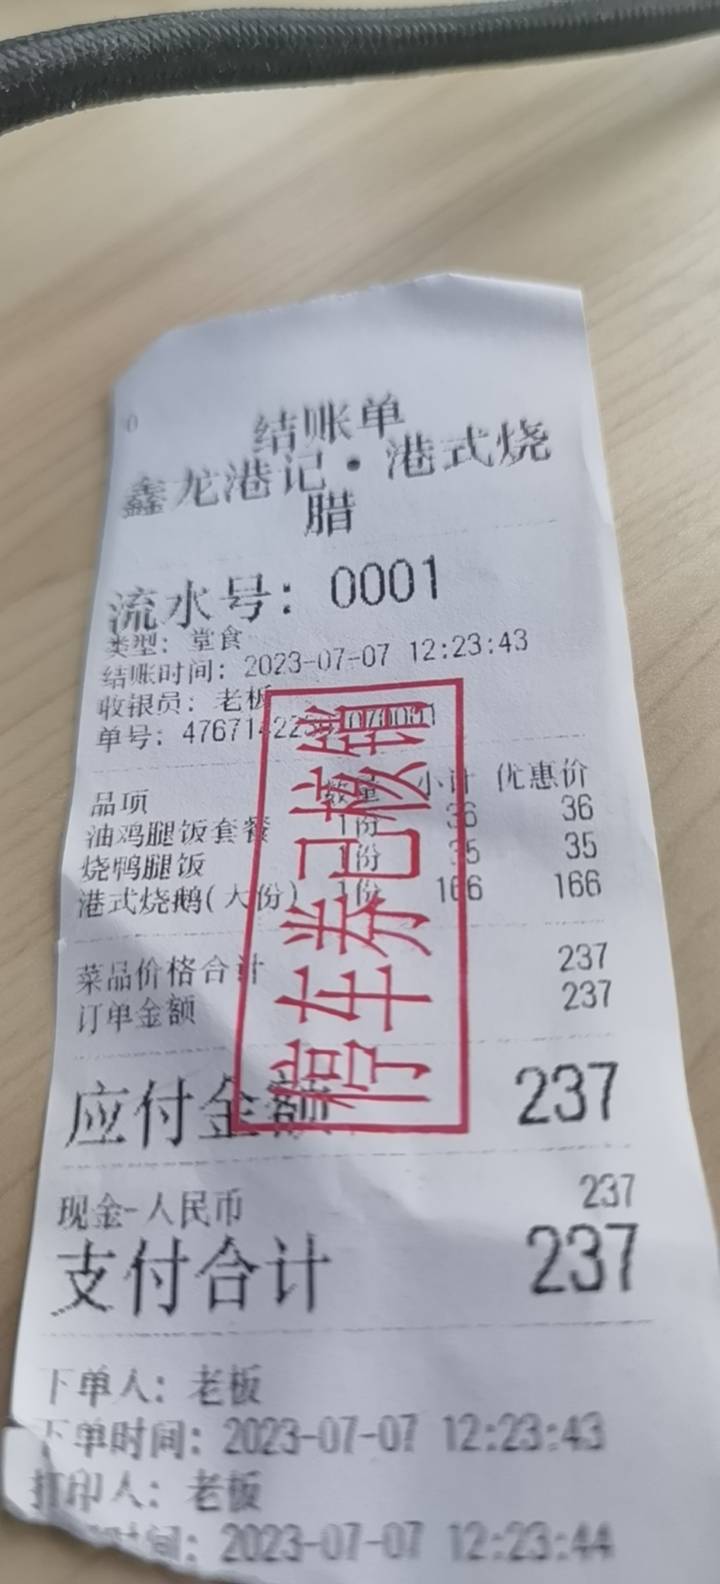 结账单
鑫龙港记·港式烧
腊
流水号: 0001
类型: 堂食
结账时间: 2023-07-07 12:23:43
收银员: 老板
单号:
品项 数量 小计 优惠价
油鸡腿饭套餐 1份 36 36
烧鸭腿饭 1份 35 35
港式烧鹅(大份) 1份 166 166
菜品价格合计 237
订单金额 237
应付金额 237
现金-人民币 237
支付合计 237
下单人: 老板
下单时间: 2023-07-07 12:23:43
打印人: 老板
时间: 2023-07-07 12:23:44
停车券已核销